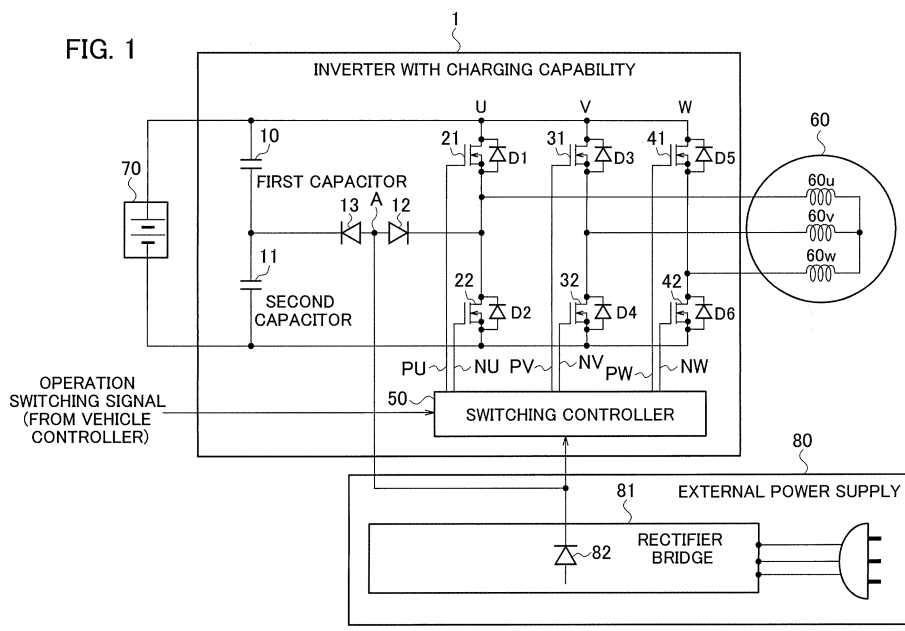 FIG. 1
1
INVERTER WITH CHARGING CAPABILITY
U
V
W
10
21
D1
31
D3
41
D5
60
70
FIRST CAPACITOR
60u
13
A
12
60v
60w
11
22
D2
32
D4
42
D6
SECOND
CAPACITOR
PU
NU
PV
NV
PW
NW
OPERATION
SWITCHING SIGNAL
(FROM VEHICLE
CONTROLLER)
50
SWITCHING CONTROLLER
80
EXTERNAL POWER SUPPLY
81
RECTIFIER
BRIDGE
82